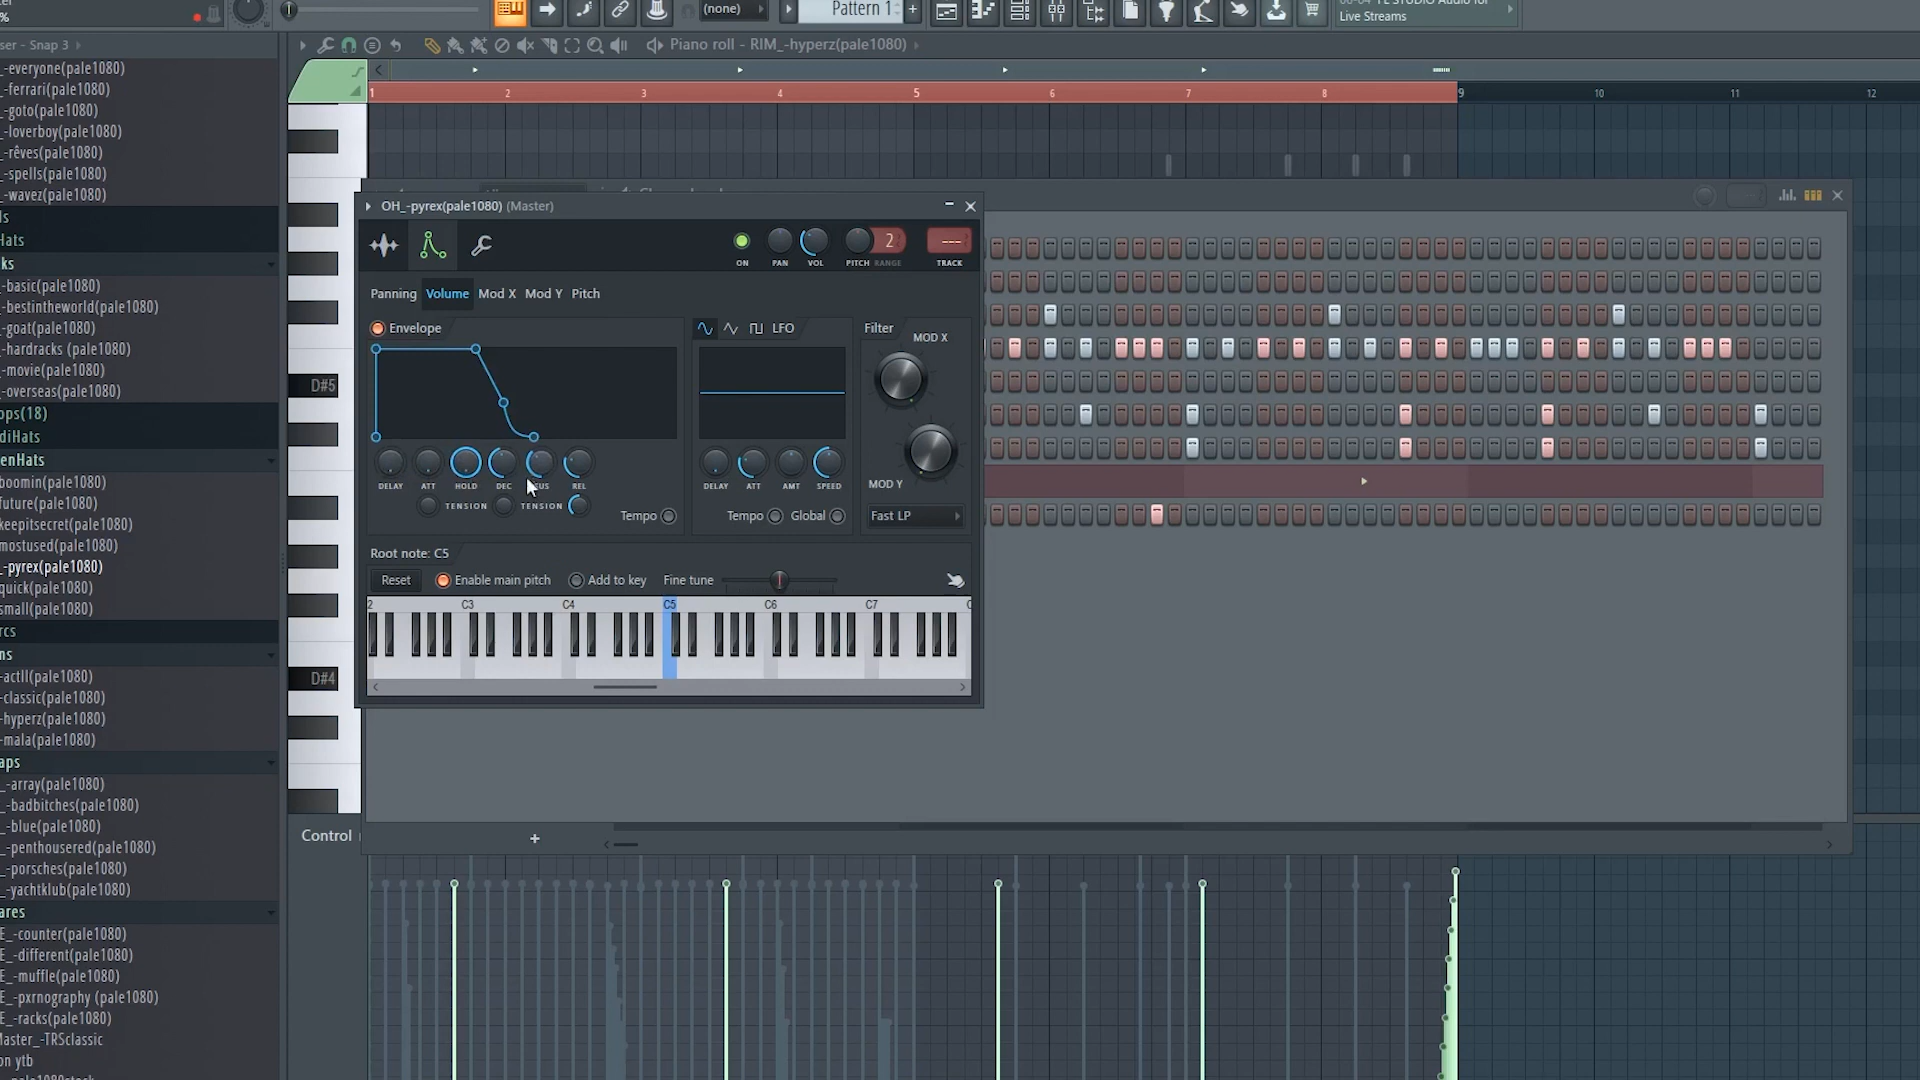 (none)
Pattern 1
Live Streams
ser - Snap 3
Piano roll - RIM_-hyperz(pale1080)
1 2 3 4 5 6 7 8 9 10 11 12
_-everyone(pale1080)
_-ferrari(pale1080)
_-goto(pale1080)
_-loverboy(pale1080)
_-rêves(pale1080)
_-spells(pale1080)
_-wavez(pale1080)
ls
Hats
ks
_-basic(pale1080)
_-bestintheworld(pale1080)
_-goat(pale1080)
_-hardracks (pale1080)
_-movie(pale1080)
_-overseas(pale1080)
ops(18)
diHats
enHats
boomin(pale1080)
future(pale1080)
keepitsecret(pale1080)
mostused(pale1080)
_-pyrex(pale1080)
quick(pale1080)
small(pale1080)
rcs
ns
-actll(pale1080)
-classic(pale1080)
-hyperz(pale1080)
-mala(pale1080)
aps
_-array(pale1080)
_-badbitches(pale1080)
_-blue(pale1080)
_-penthousered(pale1080)
_-porsches(pale1080)
_-yachtklub(pale1080)
ares
E_-counter(pale1080)
E_-different(pale1080)
E_-muffle(pale1080)
E_-pxrnography (pale1080)
E_-racks(pale1080)
Master_-TRSclassic
on ytb
D#5
D#4
Control
OH_-pyrex(pale1080) (Master)
2 ---
ON PAN VOL PITCH RANGE TRACK
Panning Volume Mod X Mod Y Pitch
Envelope LFO Filter
MOD X
DELAY ATT HOLD DEC SUS REL
DELAY ATT AMT SPEED
MOD Y
TENSION TENSION
Tempo Tempo Global Fast LP
Root note: C5
Reset Enable main pitch Add to key Fine tune
2 C3 C4 C5 C6 C7 C